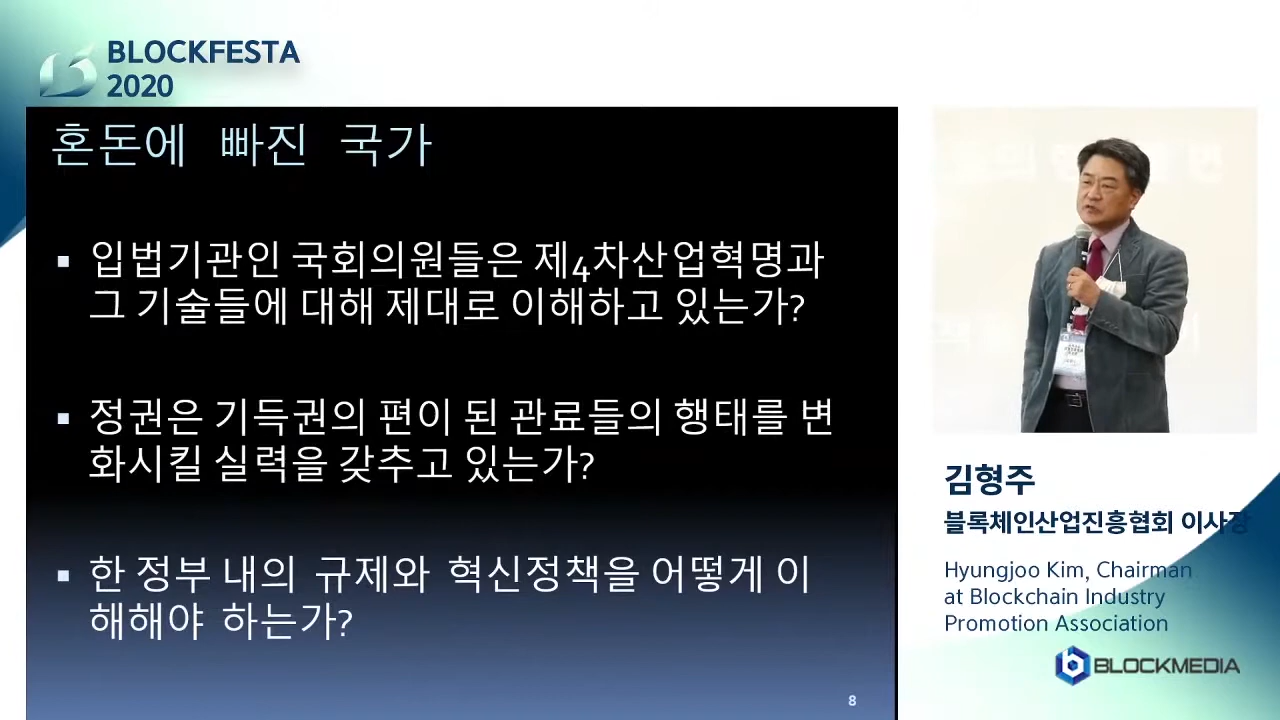 BLOCKFESTA
2020
혼돈에 빠진 국가
▪ 입법기관인 국회의원들은 제4차산업혁명과
그 기술들에 대해 제대로 이해하고 있는가?
▪ 정권은 기득권의 편이 된 관료들의 행태를 변
화시킬 실력을 갖추고 있는가?
▪ 한 정부 내의 규제와 혁신정책을 어떻게 이
해해야 하는가?
8
김형주
블록체인산업진흥협회 이사장
Hyungjoo Kim, Chairman
at Blockchain Industry
Promotion Association
BLOCKMEDIA